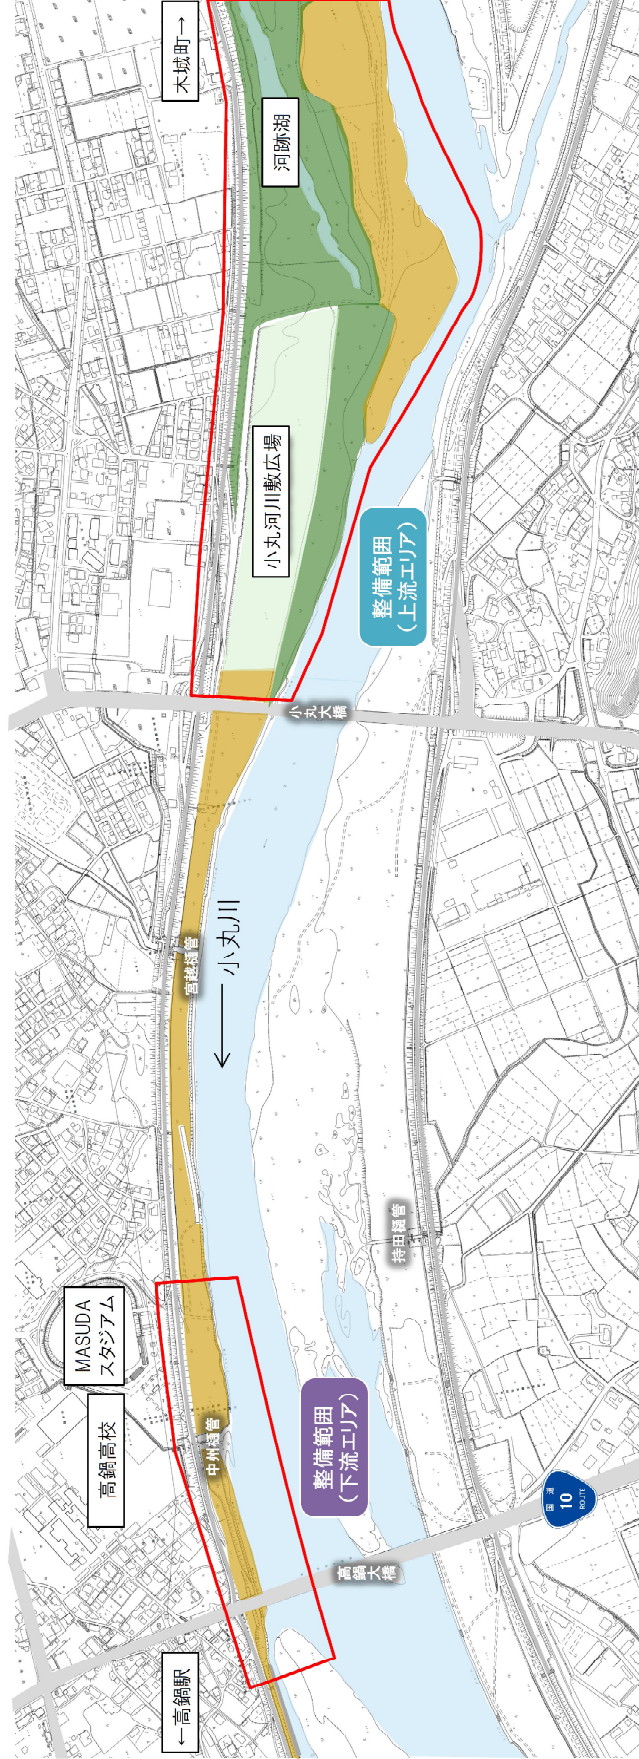 木城町→
河跡湖
小丸河川敷広場
整備範囲
（上流エリア）
小丸大橋
宮越樋管
← 小丸川
持田樋管
MASUDA
スタジアム
高鍋高校
中州樋管
整備範囲
（下流エリア）
高鍋大橋
国道
10
ROUTE
←高鍋駅